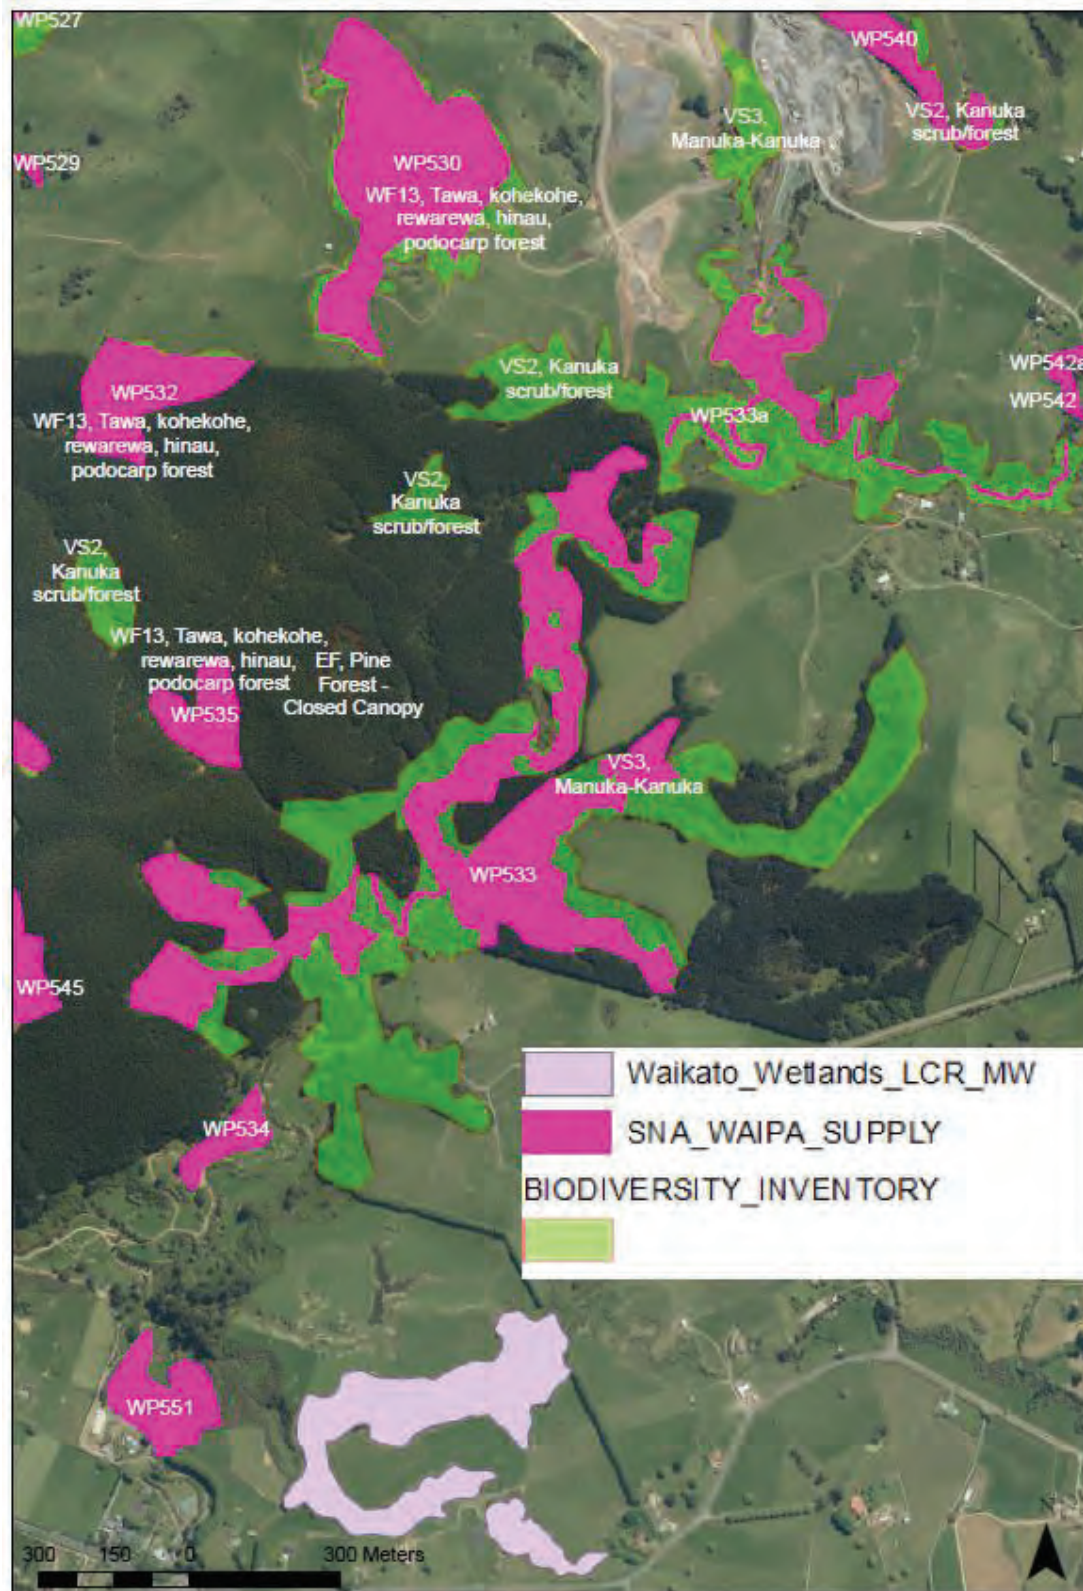 WP527
WP540
VS3,
Manuka-Kanuka
VS2, Kanuka
scrub/forest
WP529
WP530
WF13, Tawa, kohekohe,
rewarewa, hinau,
podocarp forest
VS2, Kanuka
scrub/forest
WP542a
WP532
WP542
WP533a
WF13, Tawa, kohekohe,
rewarewa, hinau,
podocarp forest
VS2,
Kanuka
scrub/forest
VS2,
Kanuka
scrub/forest
WF13, Tawa, kohekohe,
rewarewa, hinau,
podocarp forest
EF, Pine
Forest -
Closed Canopy
WP535
VS3,
Manuka-Kanuka
WP533
WP545
Waikato_Wetlands_LCR_MW
SNA_WAIPA_SUPPLY
BIODIVERSITY_INVENTORY
WP534
WP551
N
300 150 0 300 Meters